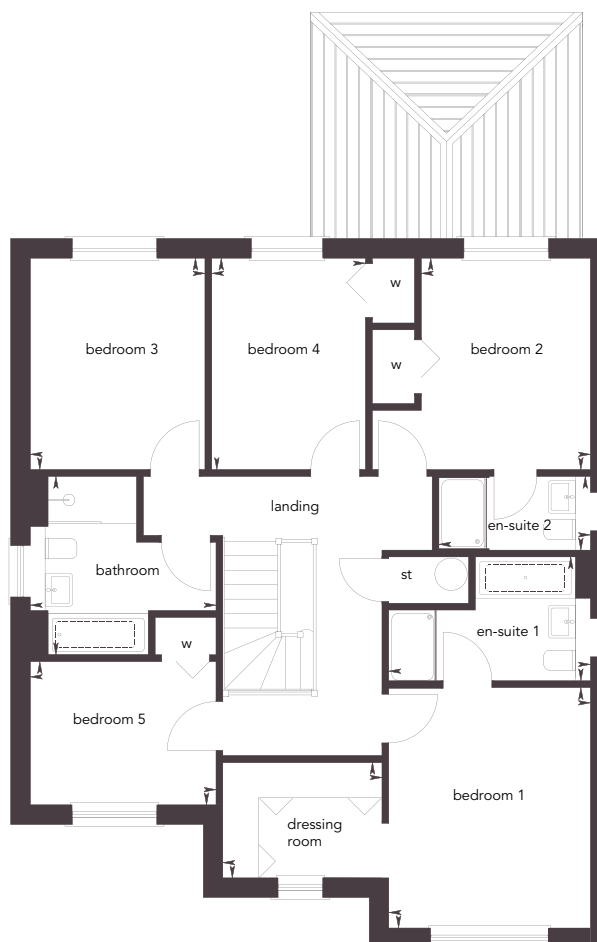 w
bedroom 3
bedroom 4
bedroom 2
w
landing
en-suite 2
bathroom
st
en-suite 1
w
bedroom 5
bedroom 1
dressing
room